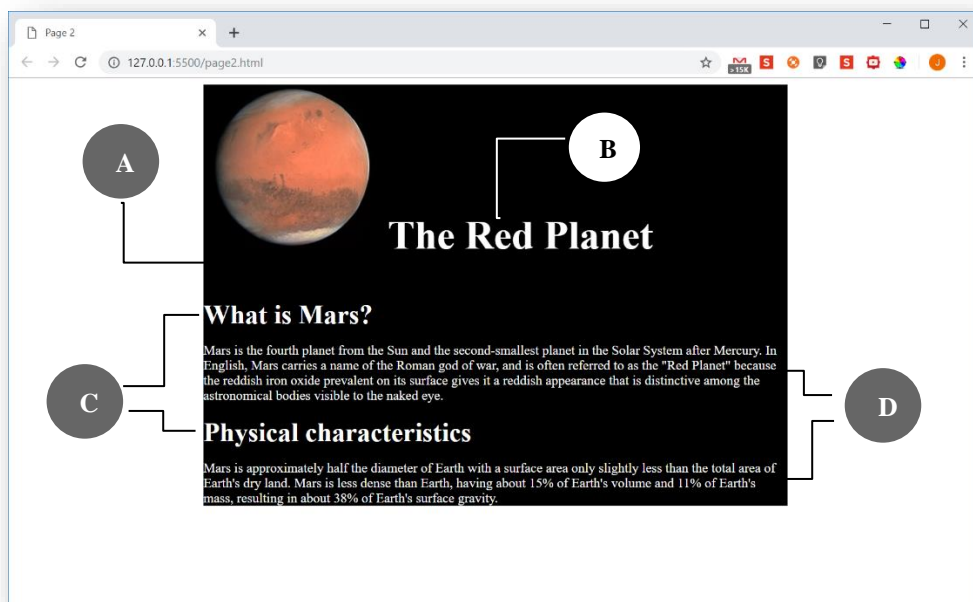 Page 2
127.0.0.1:5500/page2.html
>15K
S
S
J
A
B
The Red Planet
What is Mars?
Mars is the fourth planet from the Sun and the second-smallest planet in the Solar System after Mercury. In
English, Mars carries a name of the Roman god of war, and is often referred to as the "Red Planet" because
the reddish iron oxide prevalent on its surface gives it a reddish appearance that is distinctive among the
astronomical bodies visible to the naked eye.
C
D
Physical characteristics
Mars is approximately half the diameter of Earth with a surface area only slightly less than the total area of
Earth's dry land. Mars is less dense than Earth, having about 15% of Earth's volume and 11% of Earth's
mass, resulting in about 38% of Earth's surface gravity.